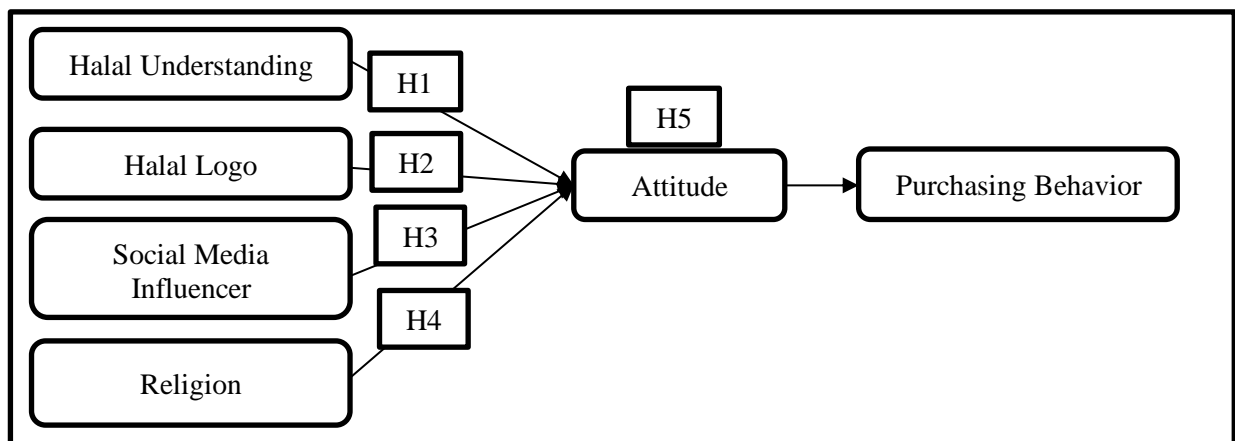 Halal Understanding
H1
H5
Halal Logo
H2
Attitude
Purchasing Behavior
Social Media
Influencer
H3
H4
Religion